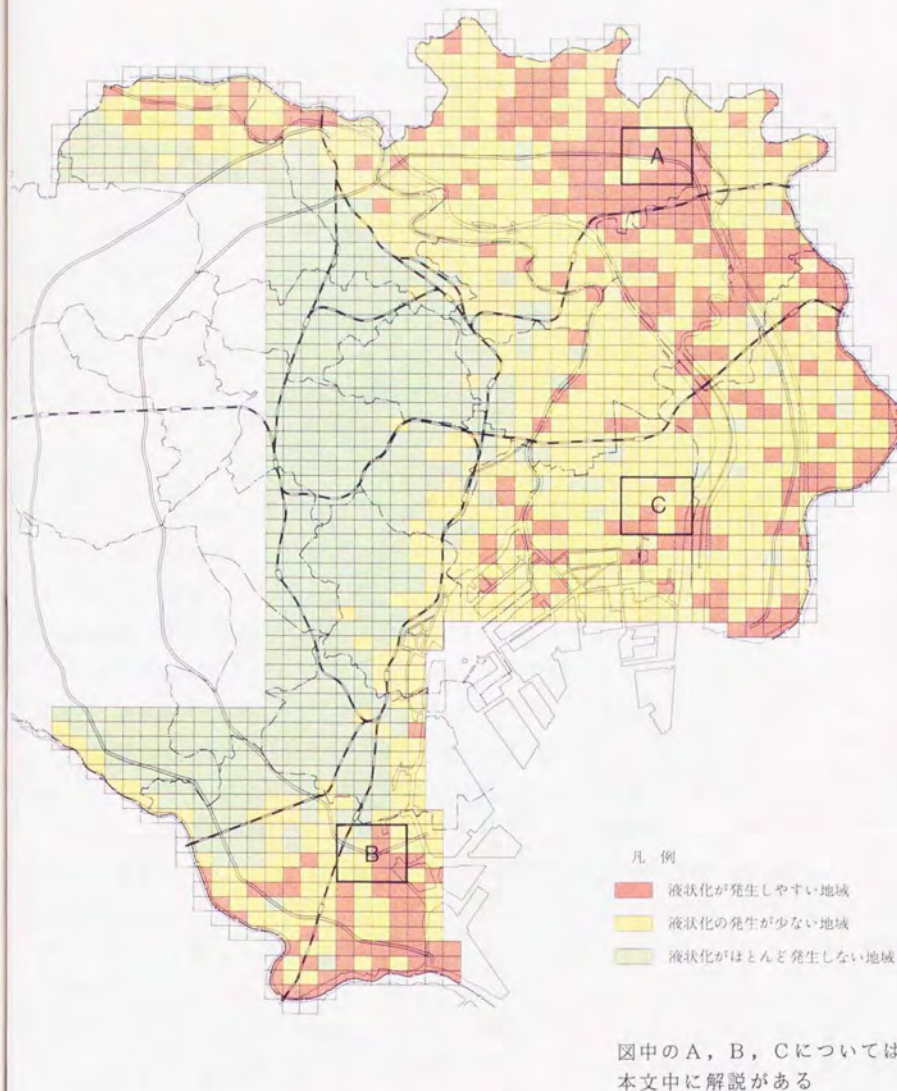 A
C
B
凡 例
液状化が発生しやすい地域
液状化の発生が少ない地域
液状化がほとんど発生しない地域
図中のA，B，Cについては
本文中に解説がある